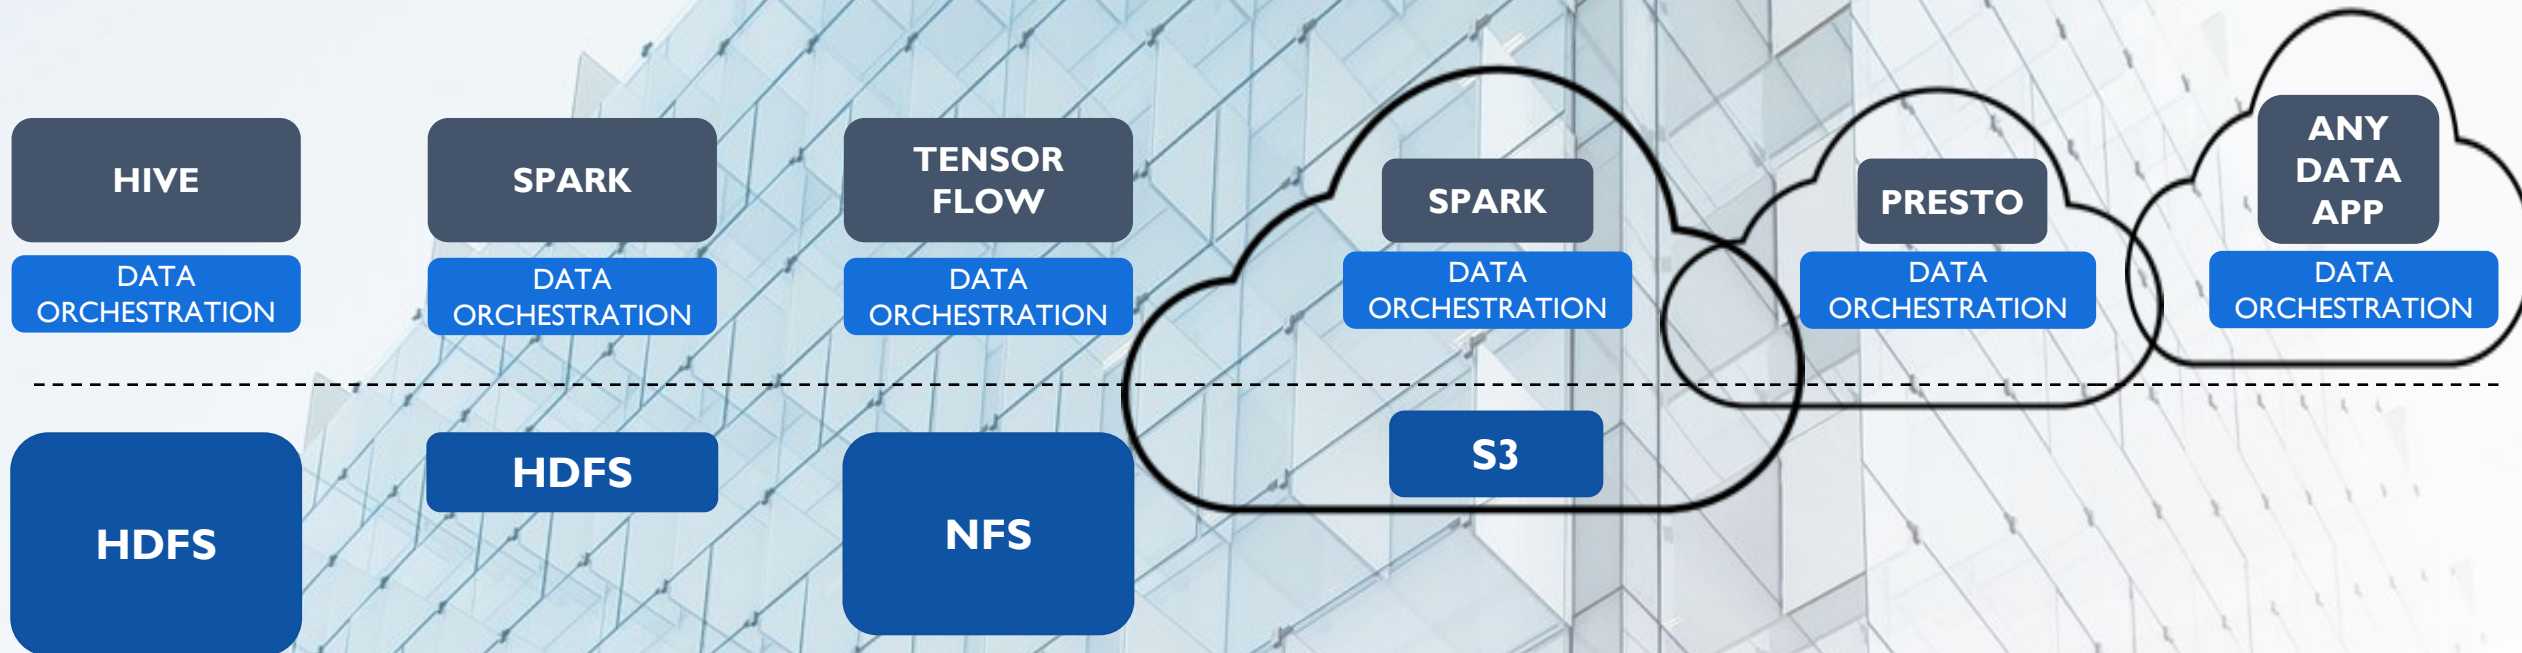 HIVE
DATA
ORCHESTRATION
SPARK
DATA
ORCHESTRATION
TENSOR
FLOW
DATA
ORCHESTRATION
SPARK
DATA
ORCHESTRATION
PRESTO
DATA
ORCHESTRATION
ANY
DATA
APP
DATA
ORCHESTRATION
HDFS
HDFS
NFS
S3